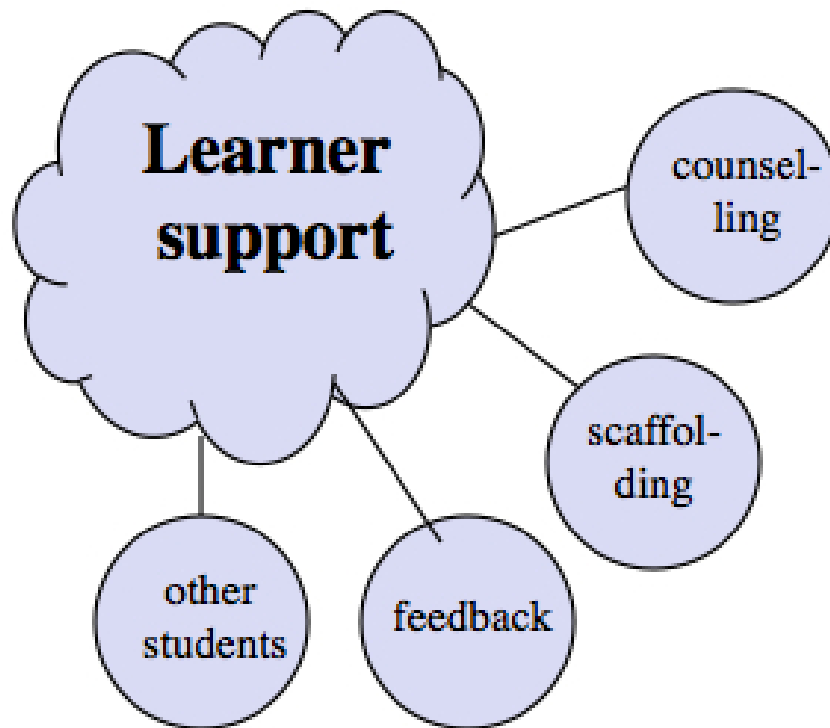 Learner
support
counsel-
ling
scaffol-
ding
other
students
feedback